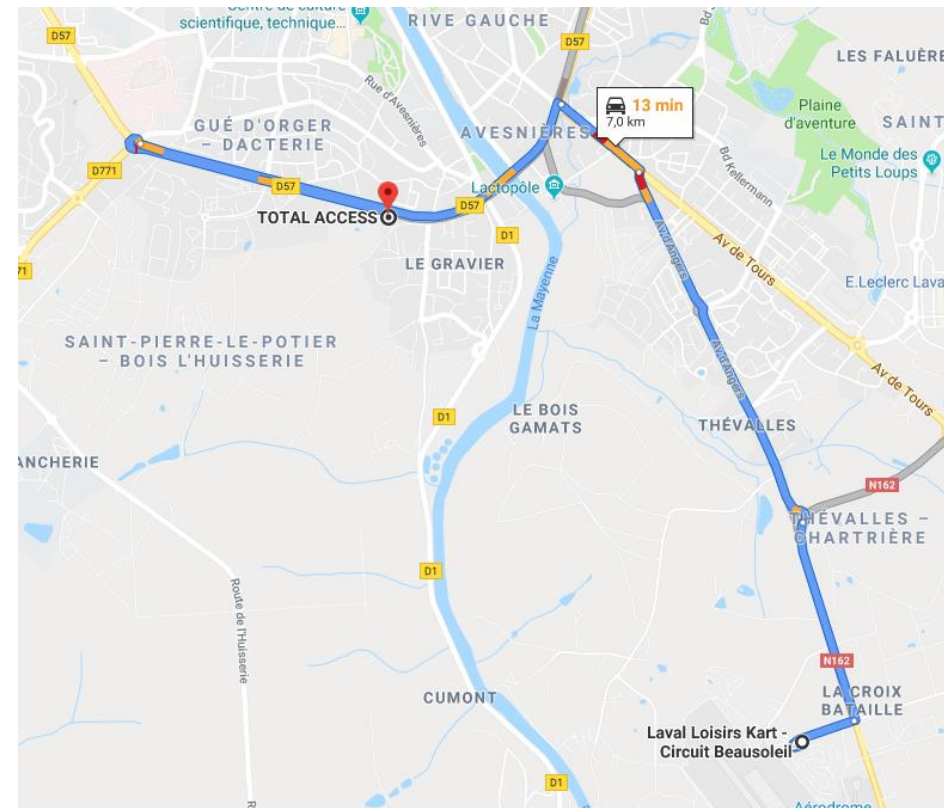 Centre de culture
scientifique, technique...
RIVE GAUCHE
D57
D57
LES FALUÈRE
13 min
7,0 km
Rue d'Avesnières
GUÉ D'ORGER
– DACTERIE
AVESNIÈRES
Plaine
d'aventure
SAINT
Bd Kellermann
Le Monde des
Petits Loups
D771
D57
Lactopôle
D57
TOTAL ACCESS
D1
Av. d'Angers
Av de Tours
LE GRAVIER
71
E.Leclerc Lava
La Mayenne
SAINT-PIERRE-LE-POTIER
– BOIS L'HUISSERIE
Av. d'Angers
Av de Tours
D1
LE BOIS
GAMATS
THÉVALLES
ANCHERIE
N162
THÉVALLES –
CHARTRIÈRE
D1
Route de l'Huisserie
N162
CUMONT
LA CROIX
BATAILLE
Laval Loisirs Kart -
Circuit Beausoleil
D1
Aérodrome